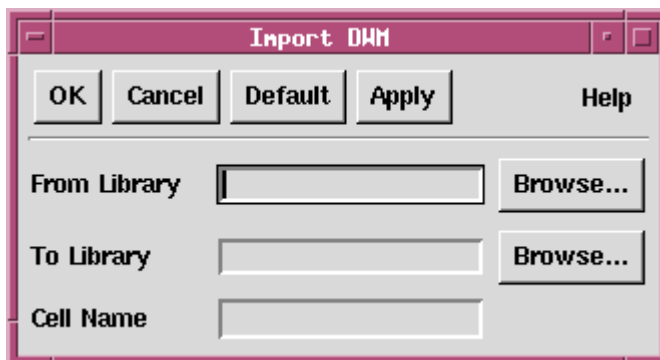 Import DWM
OK Cancel Default Apply Help
From Library Browse...
To Library Browse...
Cell Name